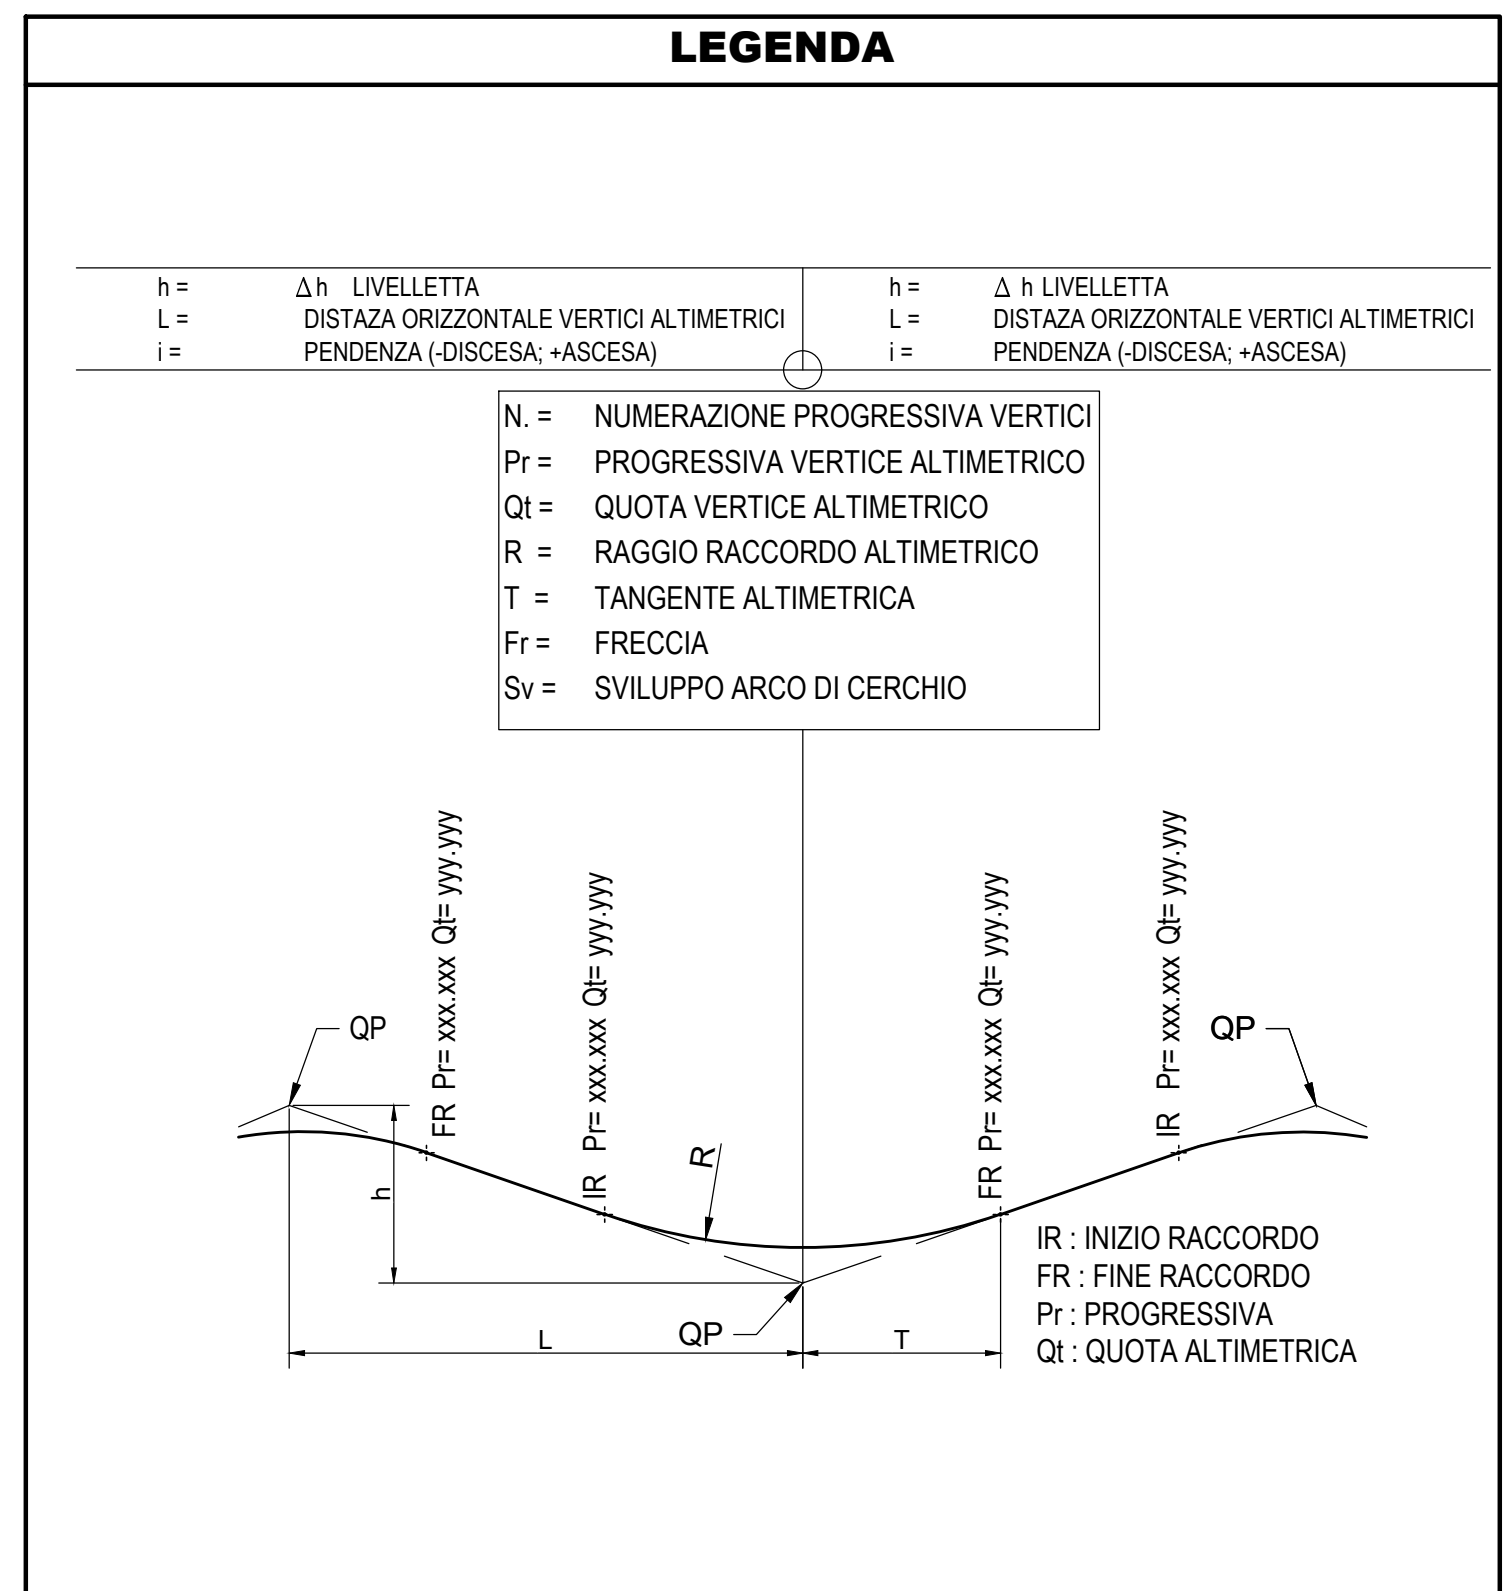 LEGENDA
h = Δ h LIVELLETTA
L = DISTAZA ORIZZONTALE VERTICI ALTIMETRICI
i = PENDENZA (-DISCESA; +ASCESA)
h = Δ h LIVELLETTA
L = DISTAZA ORIZZONTALE VERTICI ALTIMETRICI
i = PENDENZA (-DISCESA; +ASCESA)
N. = NUMERAZIONE PROGRESSIVA VERTICI
Pr = PROGRESSIVA VERTICE ALTIMETRICO
Qt = QUOTA VERTICE ALTIMETRICO
R = RAGGIO RACCORDO ALTIMETRICO
T = TANGENTE ALTIMETRICA
Fr = FRECCIA
Sv = SVILUPPO ARCO DI CERCHIO
QP
FR Pr= xxx.xxx Qt= yyy.yyy
IR Pr= xxx.xxx Qt= yyy.yyy
FR Pr= xxx.xxx Qt= yyy.yyy
IR Pr= xxx.xxx Qt= yyy.yyy
QP
h
R
QP
L
T
IR : INIZIO RACCORDO
FR : FINE RACCORDO
Pr : PROGRESSIVA
Qt : QUOTA ALTIMETRICA